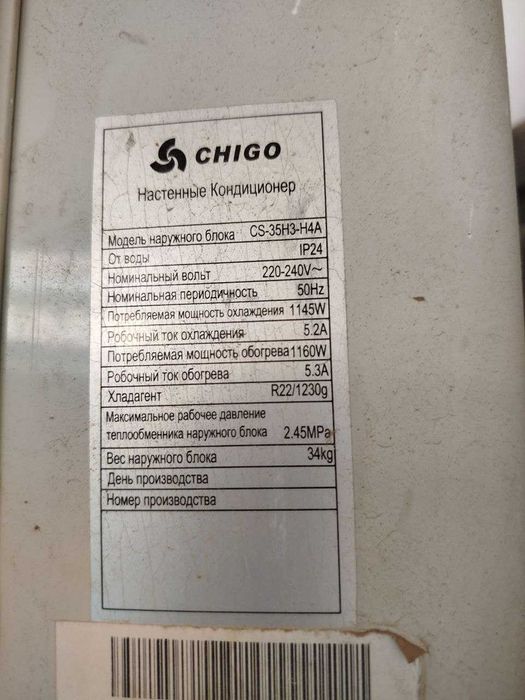 CHIGO
Настенные Кондиционер
Модель наружного блока CS-35H3-H4A
От воды IP24
Номинальный вольт 220-240V~
Номинальная периодичность 50Hz
Потребляемая мощность охлаждения 1145W
Робочный ток охлаждения 5.2A
Потребляемая мощность обогрева 1160W
Робочный ток обогрева 5.3A
Хладагент R22/1230g
Максимальное рабочее давление
теплообменника наружного блока 2.45MPa
Вес наружного блока 34kg
День производства
Номер производства